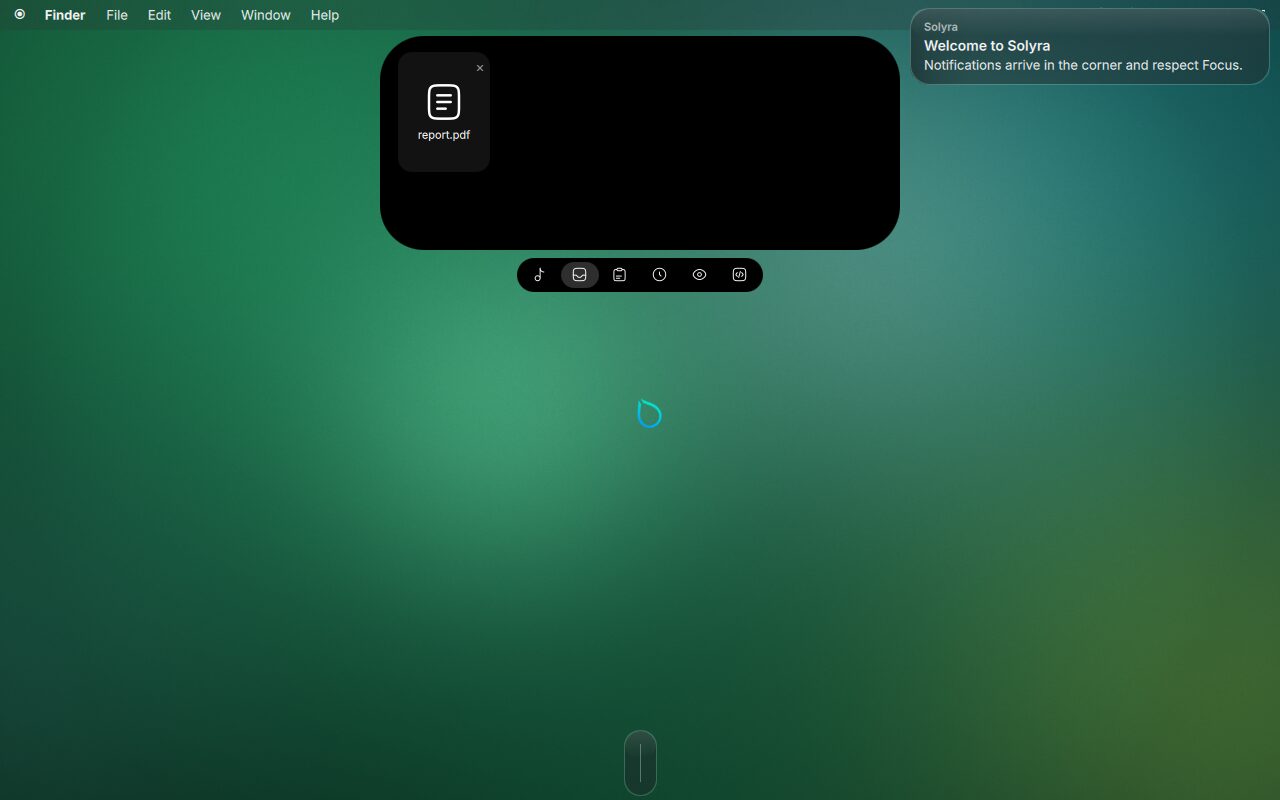 Finder File Edit View Window Help
Solyra
Welcome to Solyra
Notifications arrive in the corner and respect Focus.
report.pdf